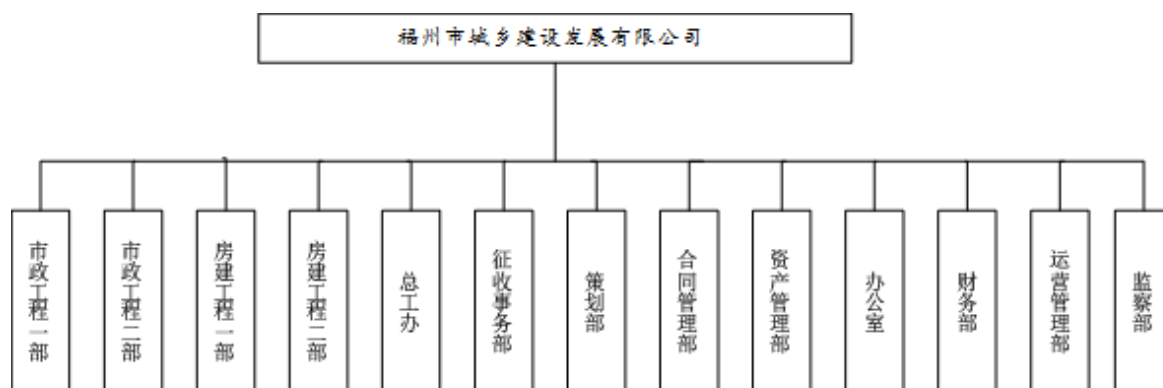 福州市城乡建设发展有限公司
市政工程一部
市政工程二部
房建工程一部
房建工程二部
总工办
征收事务部
策划部
合同管理部
资产管理部
办公室
财务部
运营管理部
监察部